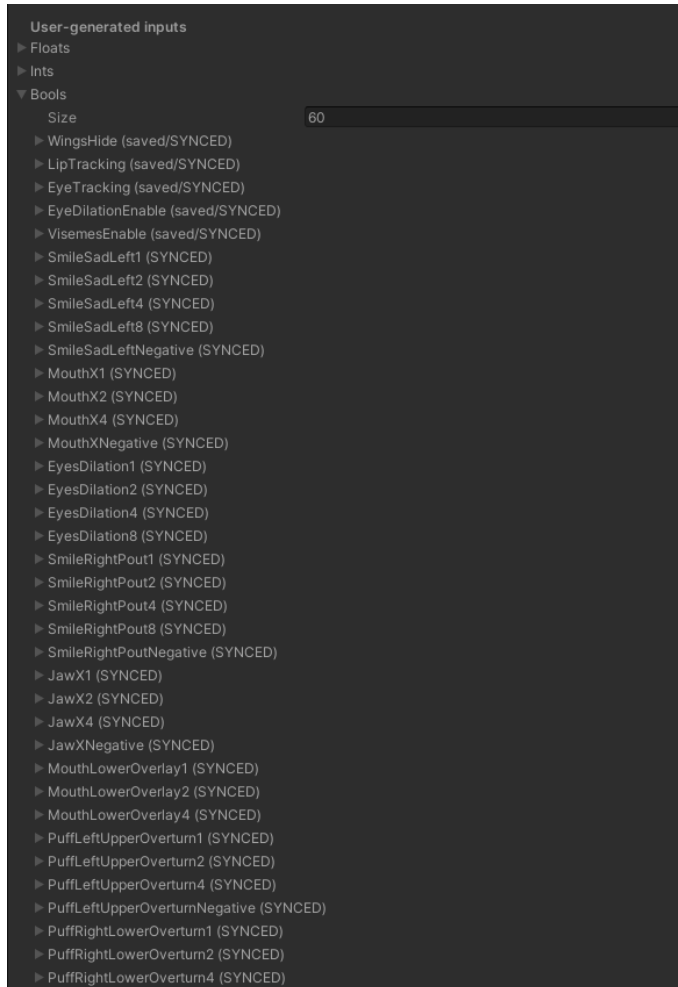 User-generated inputs
Floats
Ints
Bools
Size 60
WingsHide (saved/SYNCED)
LipTracking (saved/SYNCED)
EyeTracking (saved/SYNCED)
EyeDilationEnable (saved/SYNCED)
VisemesEnable (saved/SYNCED)
SmileSadLeft1 (SYNCED)
SmileSadLeft2 (SYNCED)
SmileSadLeft4 (SYNCED)
SmileSadLeft8 (SYNCED)
SmileSadLeftNegative (SYNCED)
MouthX1 (SYNCED)
MouthX2 (SYNCED)
MouthX4 (SYNCED)
MouthXNegative (SYNCED)
EyesDilation1 (SYNCED)
EyesDilation2 (SYNCED)
EyesDilation4 (SYNCED)
EyesDilation8 (SYNCED)
SmileRightPout1 (SYNCED)
SmileRightPout2 (SYNCED)
SmileRightPout4 (SYNCED)
SmileRightPout8 (SYNCED)
SmileRightPoutNegative (SYNCED)
JawX1 (SYNCED)
JawX2 (SYNCED)
JawX4 (SYNCED)
JawXNegative (SYNCED)
MouthLowerOverlay1 (SYNCED)
MouthLowerOverlay2 (SYNCED)
MouthLowerOverlay4 (SYNCED)
PuffLeftUpperOverturn1 (SYNCED)
PuffLeftUpperOverturn2 (SYNCED)
PuffLeftUpperOverturn4 (SYNCED)
PuffLeftUpperOverturnNegative (SYNCED)
PuffRightLowerOverturn1 (SYNCED)
PuffRightLowerOverturn2 (SYNCED)
PuffRightLowerOverturn4 (SYNCED)